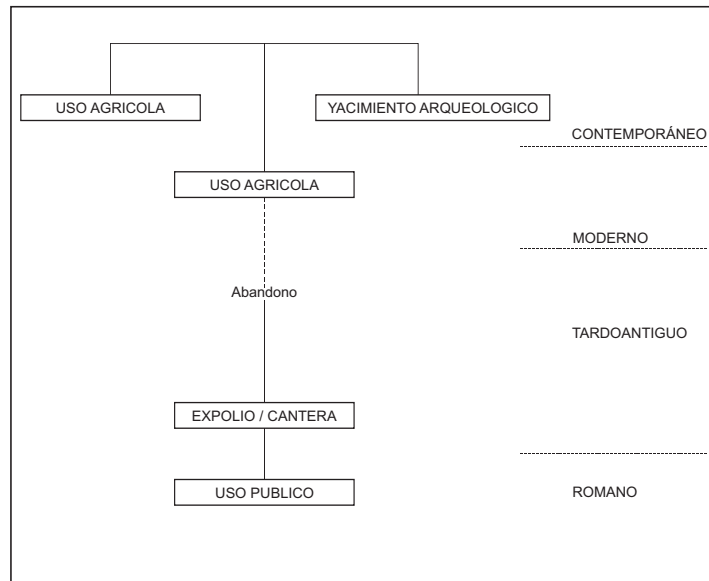 USO AGRICOLA
YACIMIENTO ARQUEOLOGICO
CONTEMPORÁNEO
USO AGRICOLA
MODERNO
Abandono
TARDOANTIGUO
EXPOLIO / CANTERA
USO PUBLICO
ROMANO